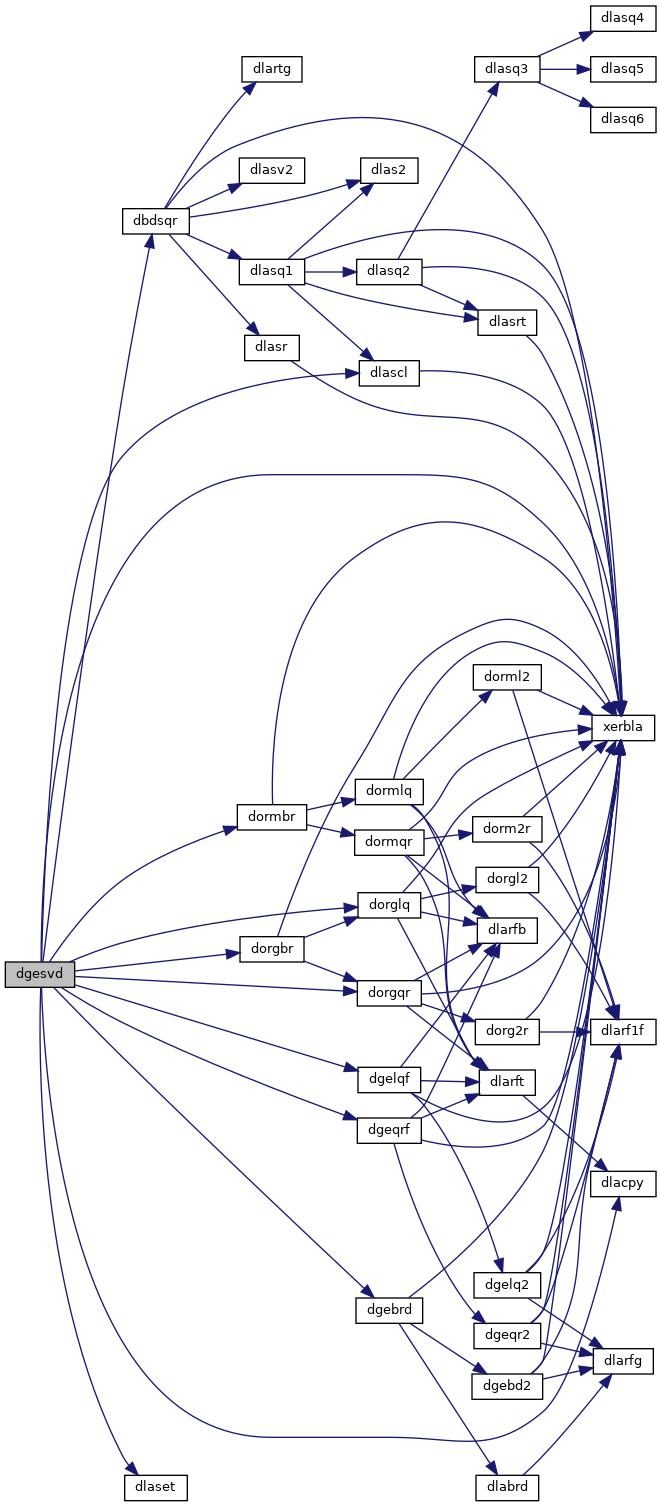 dlasq4
dlartg
dlasq3
dlasq5
dlasq6
dlasv2
dlas2
dbdsqr
dlasq1
dlasq2
dlasrt
dlasr
dlascl
dorml2
xerbla
dormlq
dormbr
dorm2r
dormqr
dorgl2
dorglq
dlarfb
dorgbr
dgesvd
dorgqr
dorg2r
dlarf1f
dgelqf
dlarft
dgeqrf
dlacpy
dgelq2
dgebrd
dgeqr2
dlarfg
dgebd2
dlaset
dlabrd